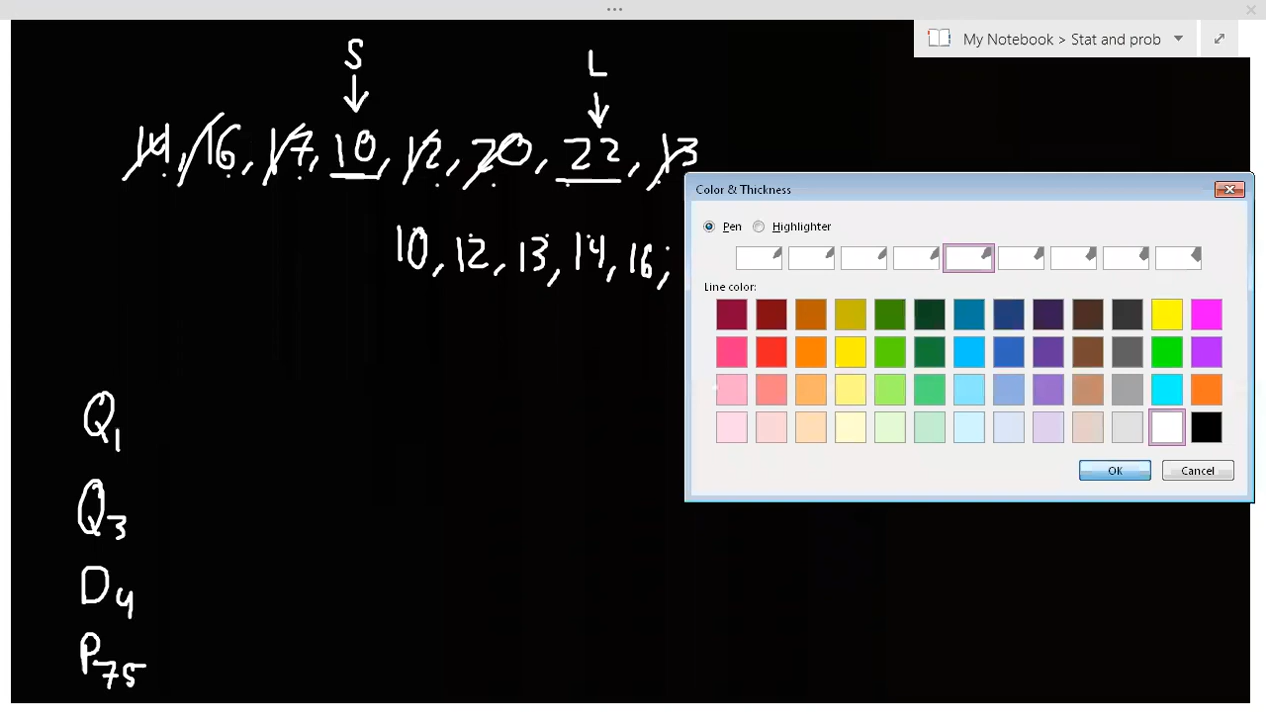 My Notebook > Stat and prob
S
L
14, 16, 17, 10, 12, 20, 22, 13
Color & Thickness
Pen Highlighter
10, 12, 13, 14, 16,
Line color:
Q1
Q3
OK Cancel
D4
P75